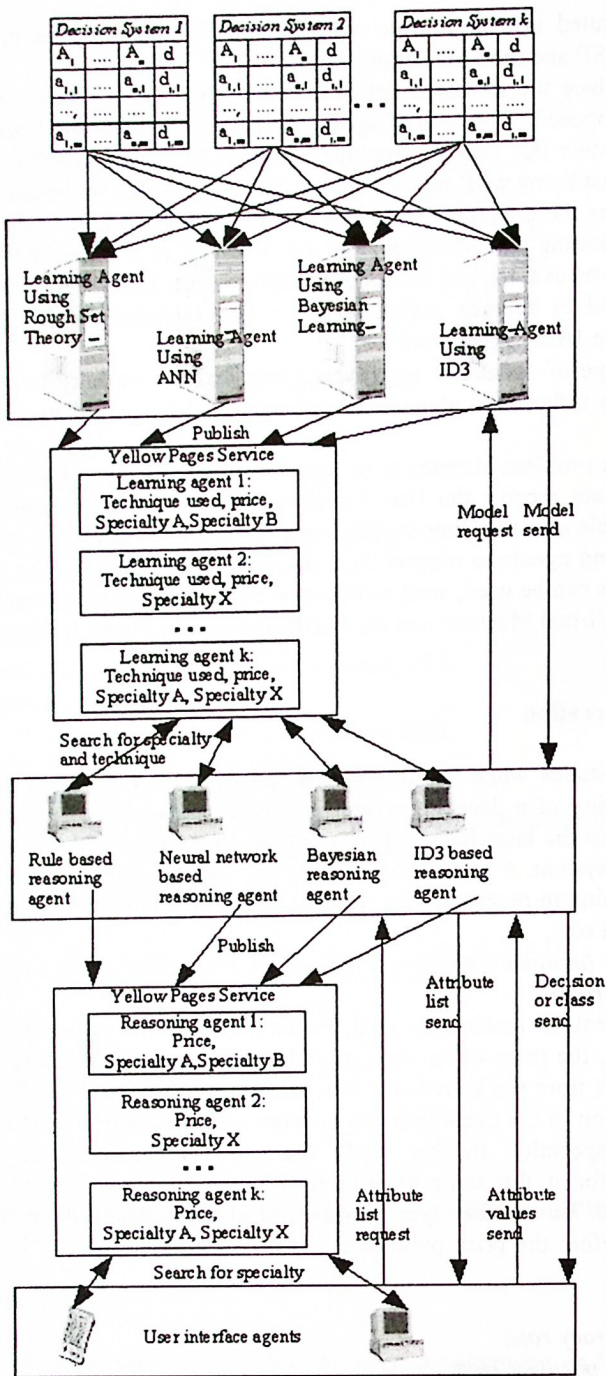 Decision System 1
A₁ .... Aₙ d
a₁,₁ .... aₙ,₁ d₁,₁
..., .... .... ....
a₁,ₘ .... aₙ,ₘ d₁,ₘ
Decision System 2
A₁ .... Aₙ d
a₁,₁ .... aₙ,₁ d₁,₁
..., .... .... ....
a₁,ₘ .... aₙ,ₘ d₁,ₘ
...
Decision System k
A₁ .... Aₙ d
a₁,₁ .... aₙ,₁ d₁,₁
..., .... .... ....
a₁,ₘ .... aₙ,ₘ d₁,ₘ
Learning Agent
Using
Rough Set
Theory
Learning Agent
Using
ANN
Learning Agent
Using
Bayesian
Learning
Learning Agent
Using
ID3
Publish
Yellow Pages Service
Learning agent 1:
Technique used, price,
Specialty A,Specialty B
Learning agent 2:
Technique used, price,
Specialty X
...
Learning agent k:
Technique used, price,
Specialty A, Specialty X
Model
request
Model
send
Search for specialty
and technique
Rule based
reasoning
agent
Neural network
based
reasoning agent
Bayesian
reasoning
agent
ID3 based
reasoning
agent
Publish
Yellow Pages Service
Reasoning agent 1:
Price,
Specialty A,Specialty B
Reasoning agent 2:
Price,
Specialty X
...
Reasoning agent k:
Price,
Specialty A, Specialty X
Attribute
list
send
Decision
or class
send
Attribute
list
request
Attribute
values
send
Search for specialty
User interface agents